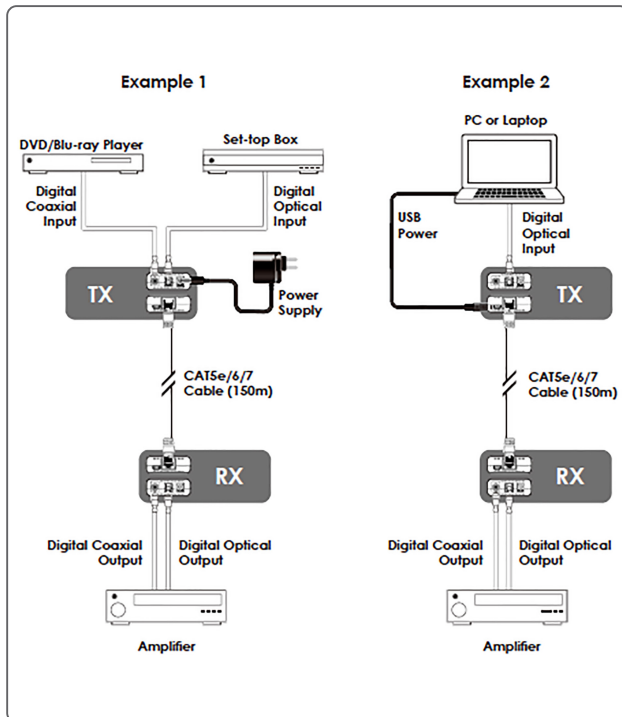 Example 1
DVD/Blu-ray Player
Set-top Box
Digital
Coaxial
Input
Digital
Optical
Input
TX
Power
Supply
CAT5e/6/7
Cable (150m)
RX
Digital Coaxial
Output
Digital Optical
Output
Amplifier
Example 2
PC or Laptop
USB
Power
Digital
Optical
Input
TX
CAT5e/6/7
Cable (150m)
RX
Digital Coaxial
Output
Digital Optical
Output
Amplifier